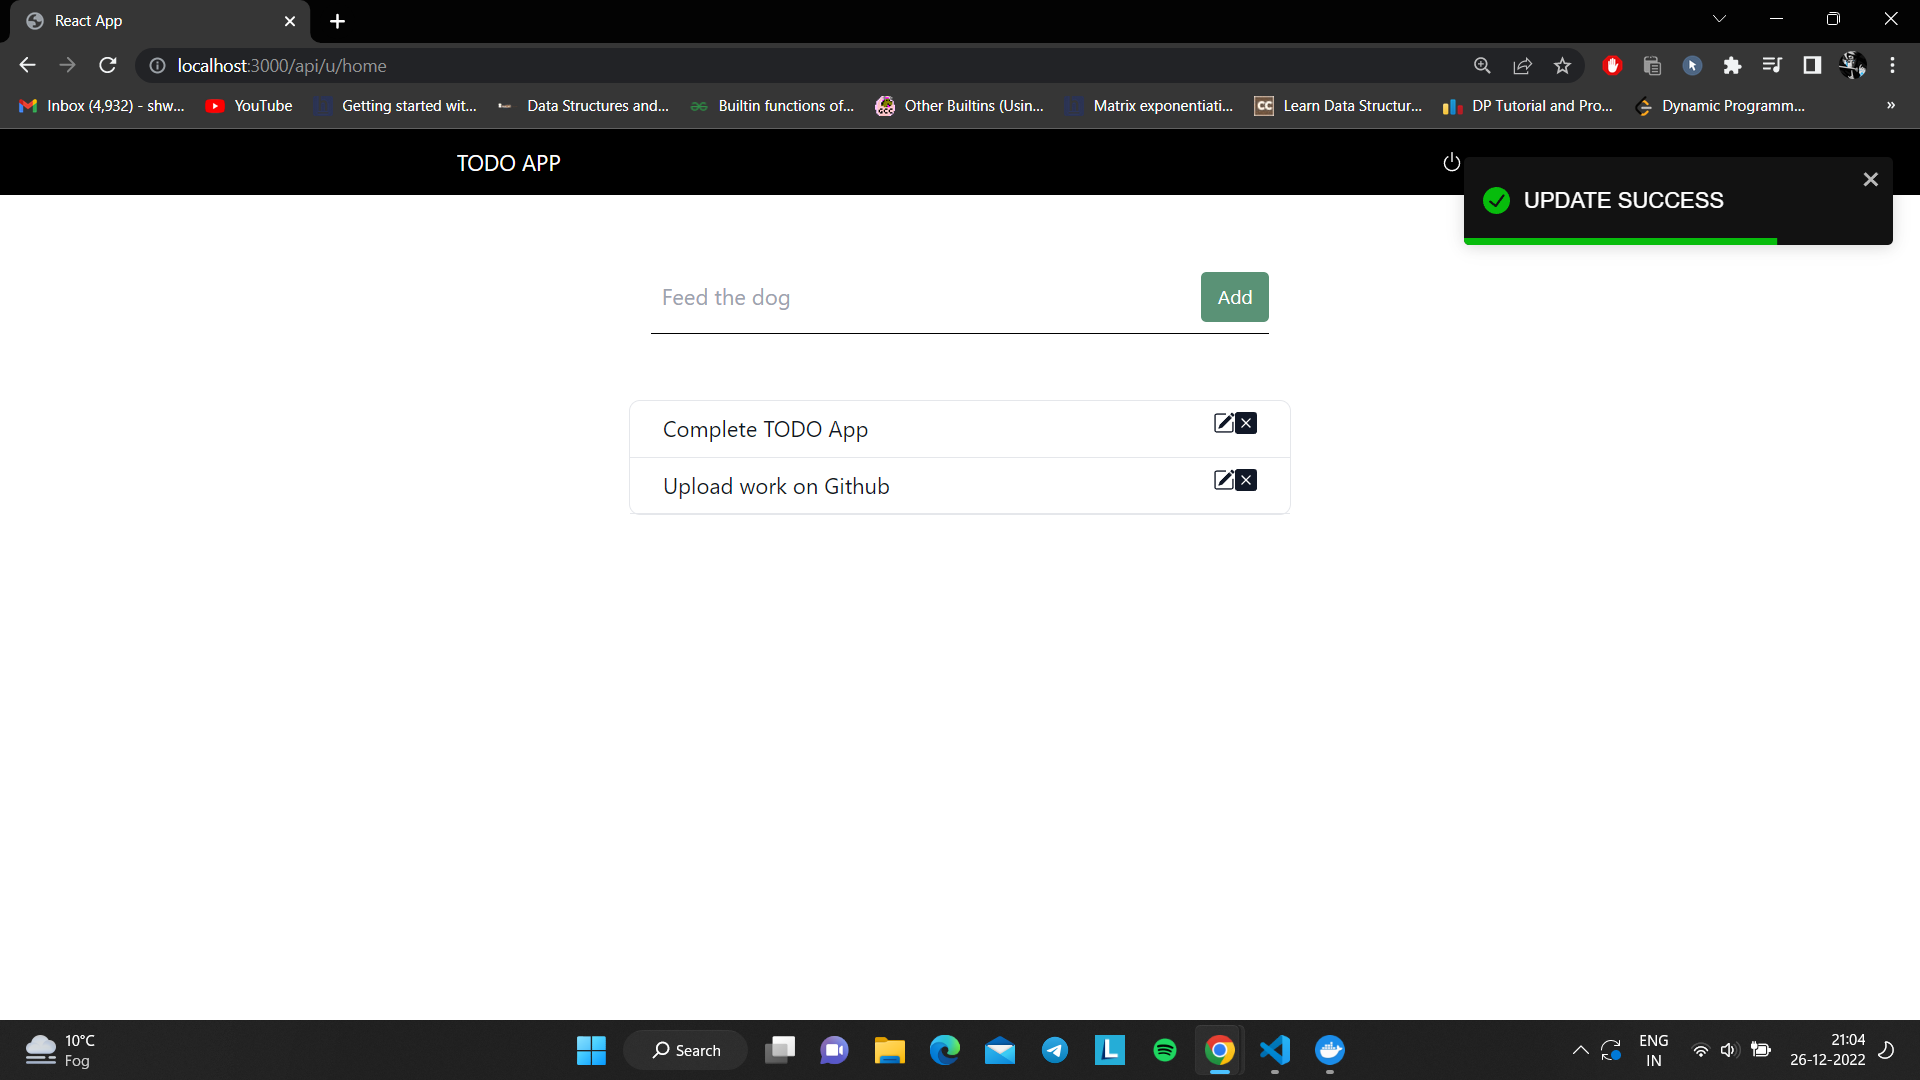 React App
localhost:3000/api/u/home
Inbox (4,932) - shw...
YouTube
Getting started wit...
Data Structures and...
Builtin functions of...
Other Builtins (Usin...
Matrix exponentiati...
CC
Learn Data Structur...
DP Tutorial and Pro...
Dynamic Programm...
»
TODO APP
UPDATE SUCCESS
Feed the dog
Add
Complete TODO App
Upload work on Github
10°C
Fog
Search
L
ENG
IN
21:04
26-12-2022